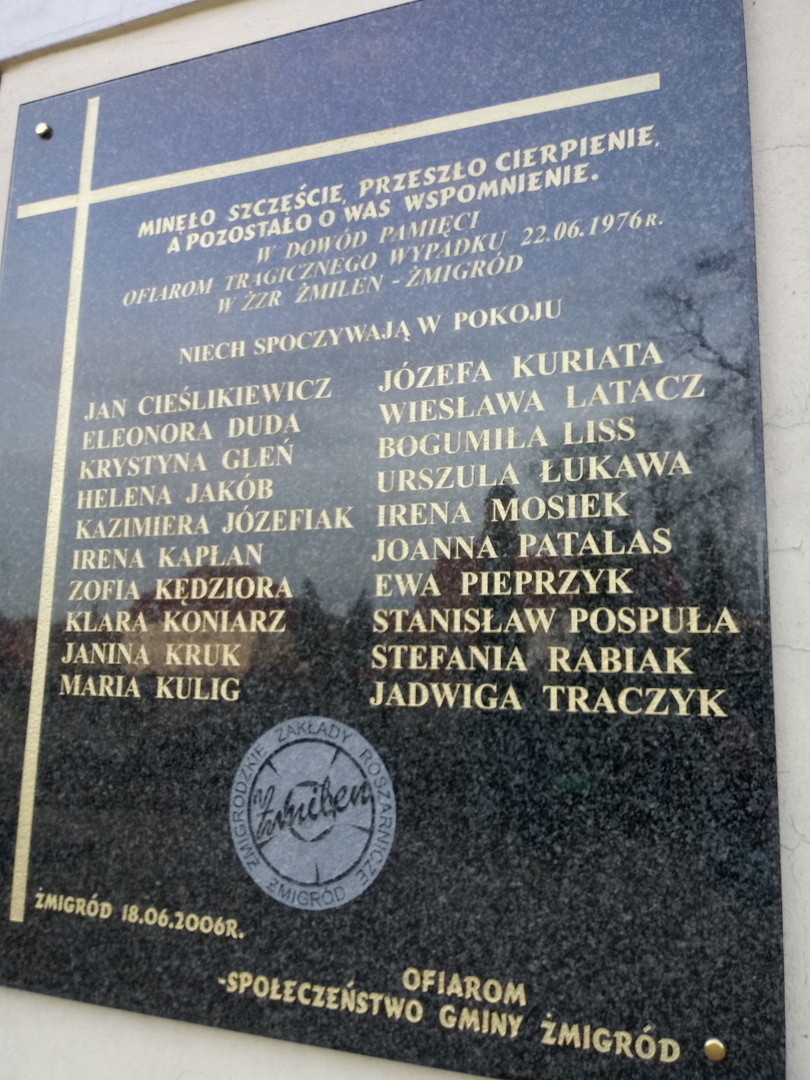 MINĘŁO SZCZĘŚCIE, PRZESZŁO CIERPIENIE,
A POZOSTAŁO O WAS WSPOMNIENIE.
W DOWÓD PAMIĘCI
OFIAROM TRAGICZNEGO WYPADKU 22.06.1976R.
W ŻZR ŻMILEN - ŻMIGRÓD
NIECH SPOCZYWAJĄ W POKOJU
JAN CIEŚLIKIEWICZ
ELEONORA DUDA
KRYSTYNA GLEŃ
HELENA JAKÓB
KAZIMIERA JÓZEFIAK
IRENA KAPŁAN
ZOFIA KĘDZIORA
KLARA KONIARZ
JANINA KRUK
MARIA KULIG
JÓZEFA KURIATA
WIESŁAWA LATACZ
BOGUMIŁA LISS
URSZULA ŁUKAWA
IRENA MOSIEK
JOANNA PATALAS
EWA PIEPRZYK
STANISŁAW POSPUŁA
STEFANIA RABIAK
JADWIGA TRACZYK
ŻMIGRODZKIE ZAKŁADY ROSZARNICZE
Żmilen
ŻMIGRÓD
ŻMIGRÓD 18.06.2006R.
OFIAROM
-SPOŁECZEŃSTWO GMINY ŻMIGRÓD